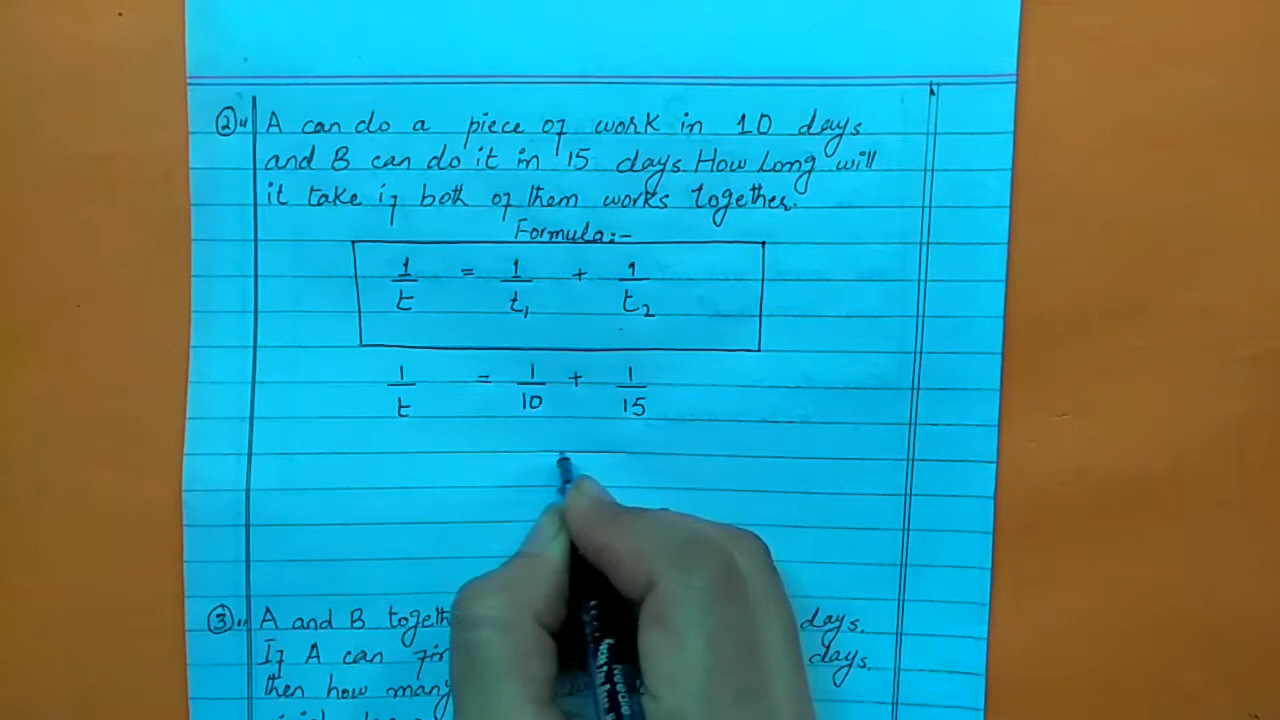 ② A can do a piece of work in 10 days
and B can do it in 15 days. How Long will
it take if both of them works together.
Formula:-
1/t = 1/t₁ + 1/t₂
1/t = 1/10 + 1/15
③ A and B days.
If A can days.
then how many